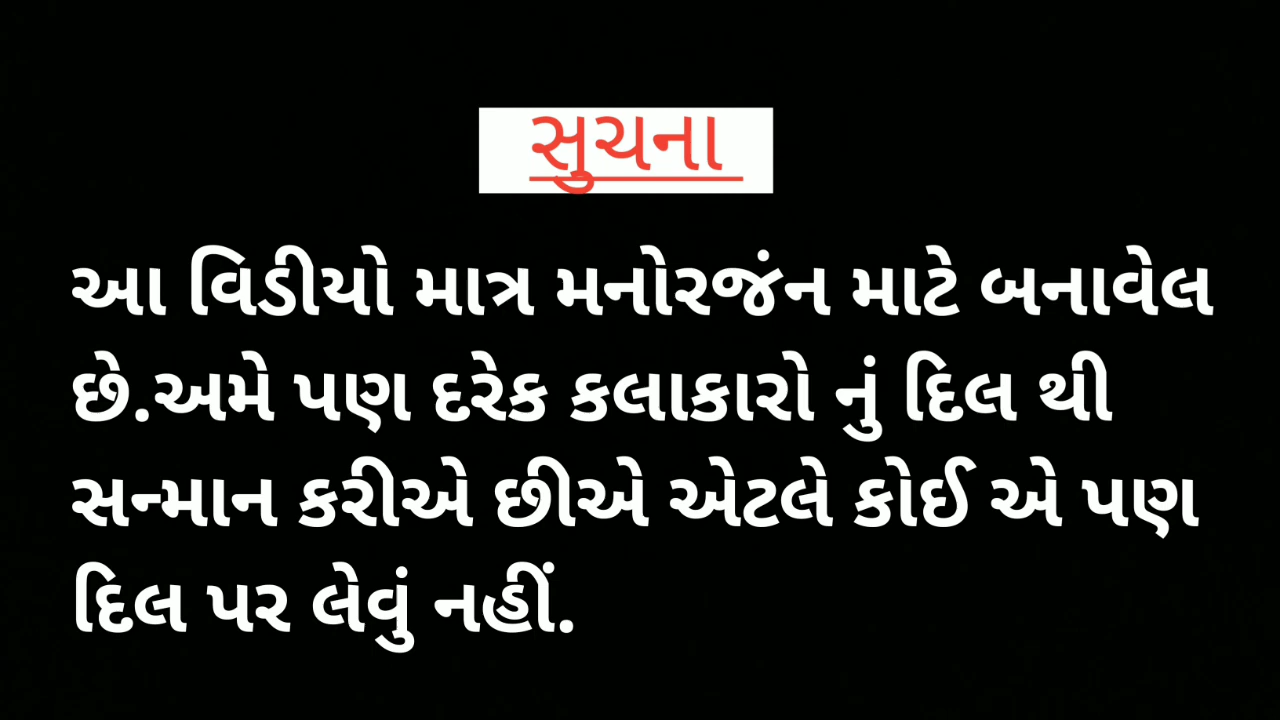 સુચના
આ વિડીયો માત્ર મનોરજંન માટે બનાવેલ
છે.અમે પણ દરેક કલાકારો નું દિલ થી
સન્માન કરીએ છીએ એટલે કોઈ એ પણ
દિલ પર લેવું નહીં.